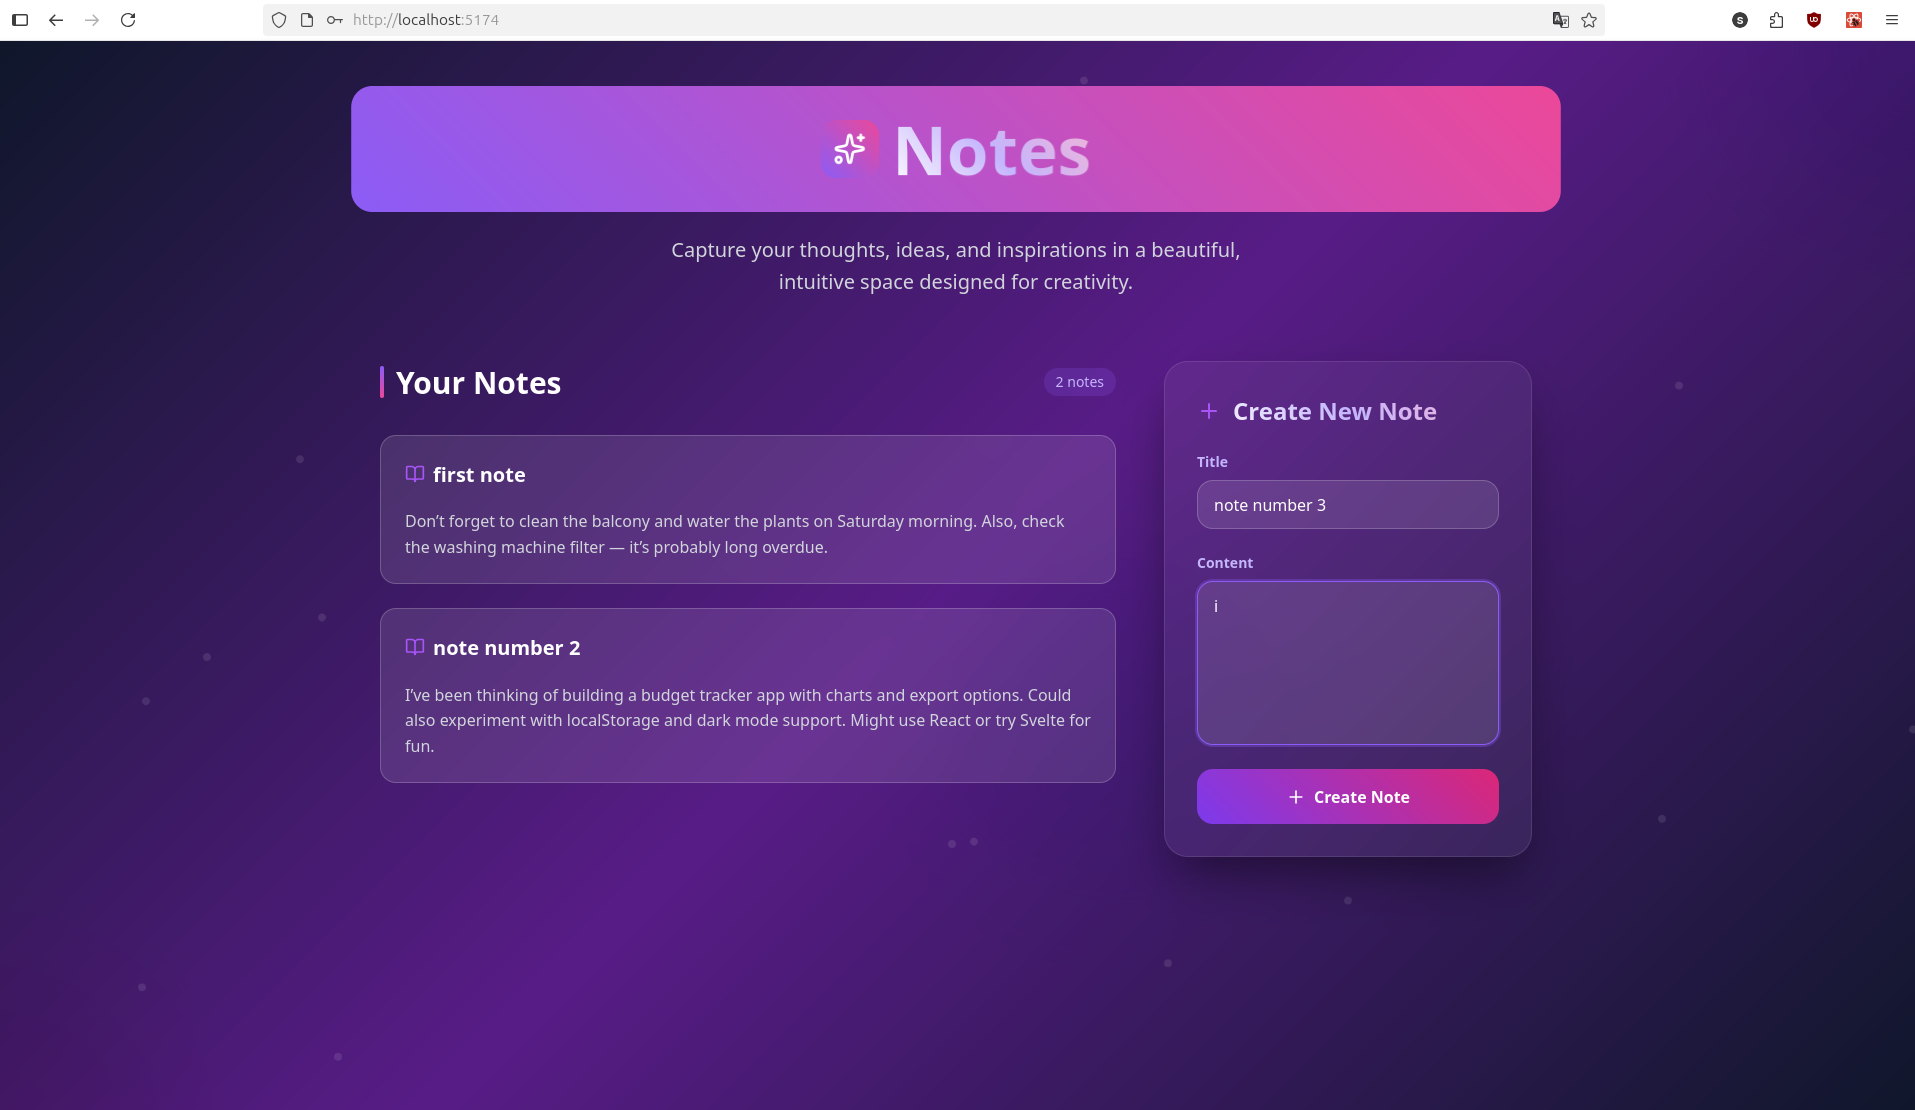 http://localhost:5174
S
Notes
Capture your thoughts, ideas, and inspirations in a beautiful,
intuitive space designed for creativity.
Your Notes
2 notes
first note
Don’t forget to clean the balcony and water the plants on Saturday morning. Also, check
the washing machine filter — it’s probably long overdue.
note number 2
I’ve been thinking of building a budget tracker app with charts and export options. Could
also experiment with localStorage and dark mode support. Might use React or try Svelte for
fun.
Create New Note
Title
note number 3
Content
i
Create Note